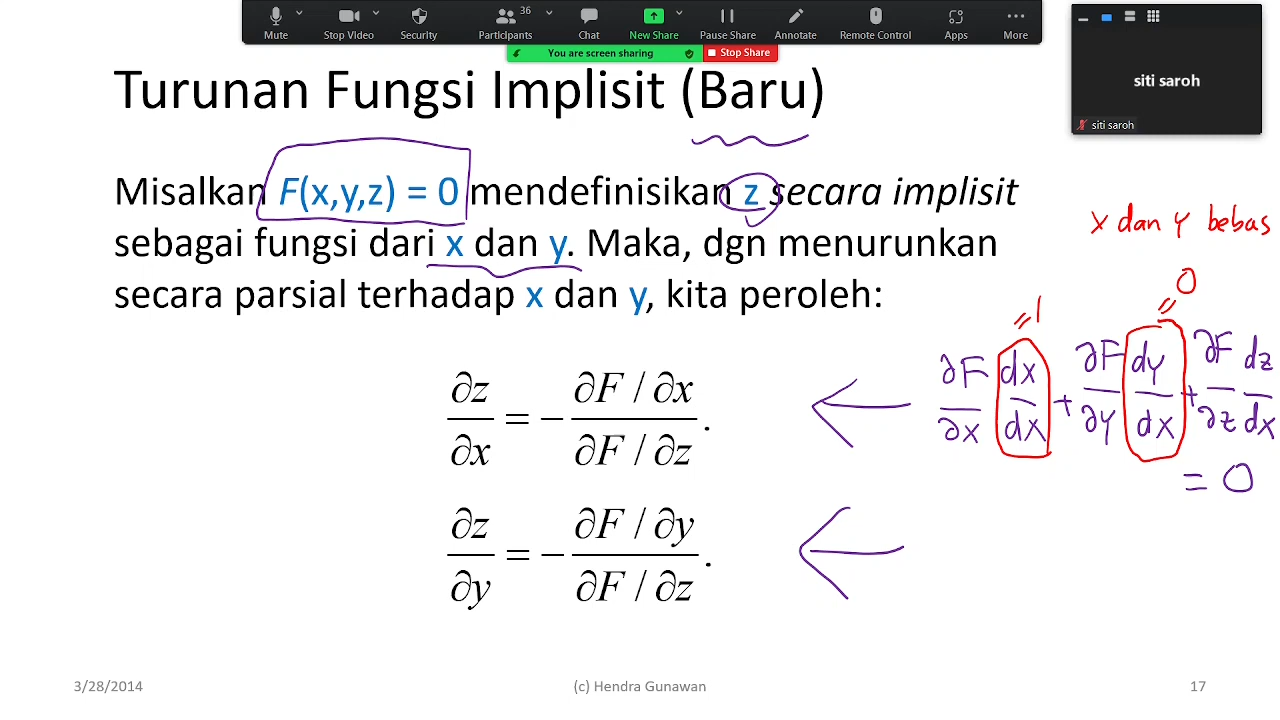 Mute Stop Video Security Participants 36 Chat New Share Pause Share Annotate Remote Control Apps More
You are screen sharing Stop Share
siti saroh
siti saroh
Turunan Fungsi Implisit (Baru)
Misalkan F(x,y,z) = 0 mendefinisikan z secara implisit
sebagai fungsi dari x dan y. Maka, dgn menurunkan
secara parsial terhadap x dan y, kita peroleh:
x dan y bebas
=1 =0
∂F/∂x dx/dx + ∂F/∂y dy/dx + ∂F/∂z dz/dx
= 0
∂z/∂x = − (∂F / ∂x)/(∂F / ∂z).
∂z/∂y = − (∂F / ∂y)/(∂F / ∂z).
3/28/2014 (c) Hendra Gunawan 17